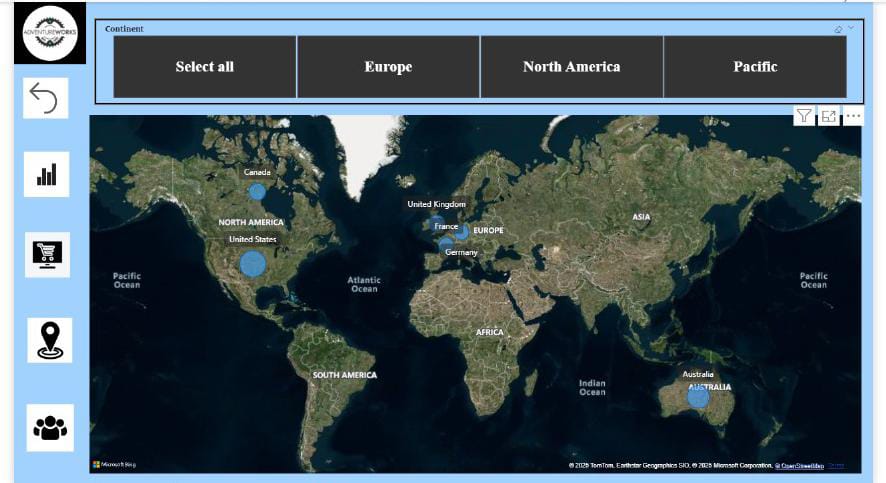 ADVENTUREWORKS
Continent
Select all
Europe
North America
Pacific
Canada
NORTH AMERICA
United States
United Kingdom
France
EUROPE
Germany
ASIA
Pacific
Ocean
Atlantic
Ocean
Pacific
Ocean
AFRICA
SOUTH AMERICA
Indian
Ocean
Australia
AUSTRALIA
Microsoft Bing
© 2025 TomTom, Earthstar Geographics SIO, © 2025 Microsoft Corporation, © OpenStreetMap Terms